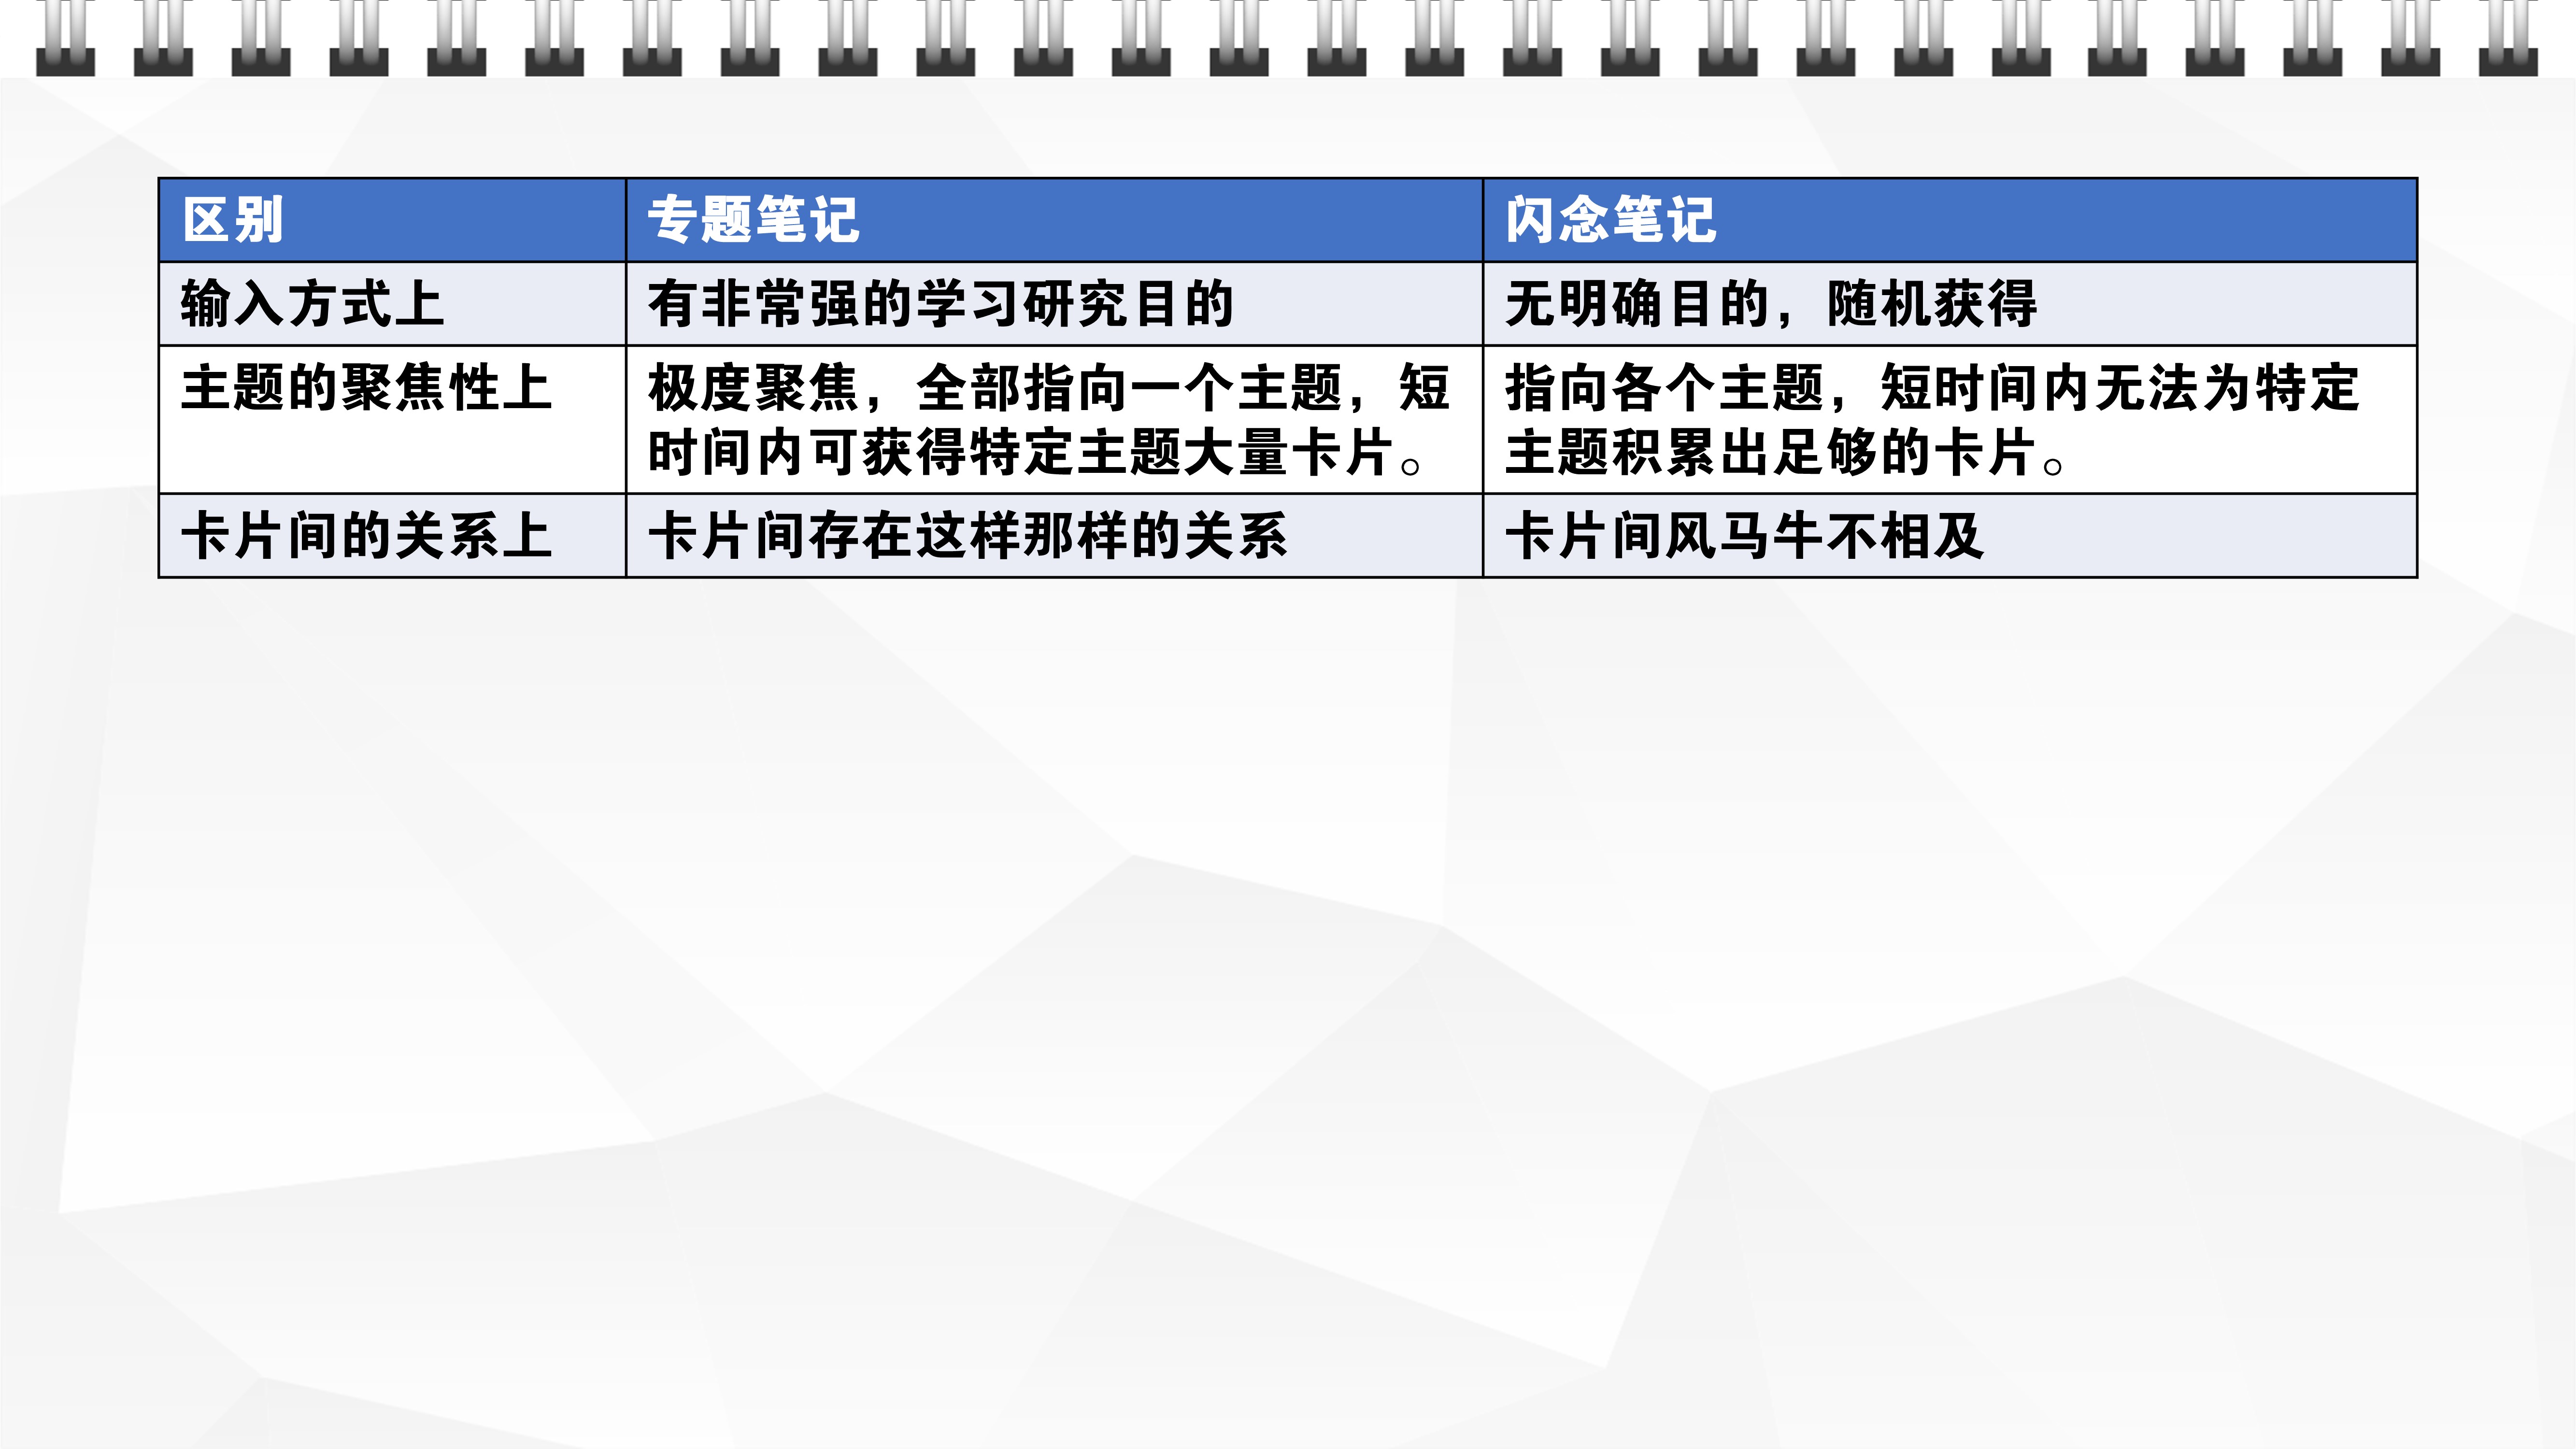 区别 专题笔记 闪念笔记
输入方式上 有非常强的学习研究目的 无明确目的，随机获得
主题的聚焦性上 极度聚焦，全部指向一个主题，短 指向各个主题，短时间内无法为特定
时间内可获得特定主题大量卡片。 主题积累出足够的卡片。
卡片间的关系上 卡片间存在这样那样的关系 卡片间风马牛不相及